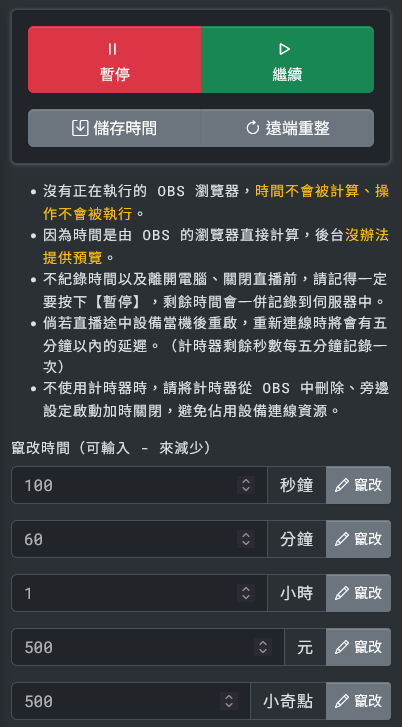 暫停
繼續
儲存時間
遠端重整
沒有正在執行的 OBS 瀏覽器，時間不會被計算、操
作不會被執行。
因為時間是由 OBS 的瀏覽器直接計算，後台沒辦法
提供預覽。
不紀錄時間以及離開電腦、關閉直播前，請記得一定
要按下【暫停】，剩餘時間會一併記錄到伺服器中。
倘若直播途中設備當機後重啟，重新連線時將會有五
分鐘以內的延遲。（計時器剩餘秒數每五分鐘記錄一
次）
不使用計時器時，請將計時器從 OBS 中刪除、旁邊
設定啟動加時關閉，避免佔用設備連線資源。
竄改時間（可輸入 - 來減少）
100 秒鐘 竄改
60 分鐘 竄改
1 小時 竄改
500 元 竄改
500 小奇點 竄改